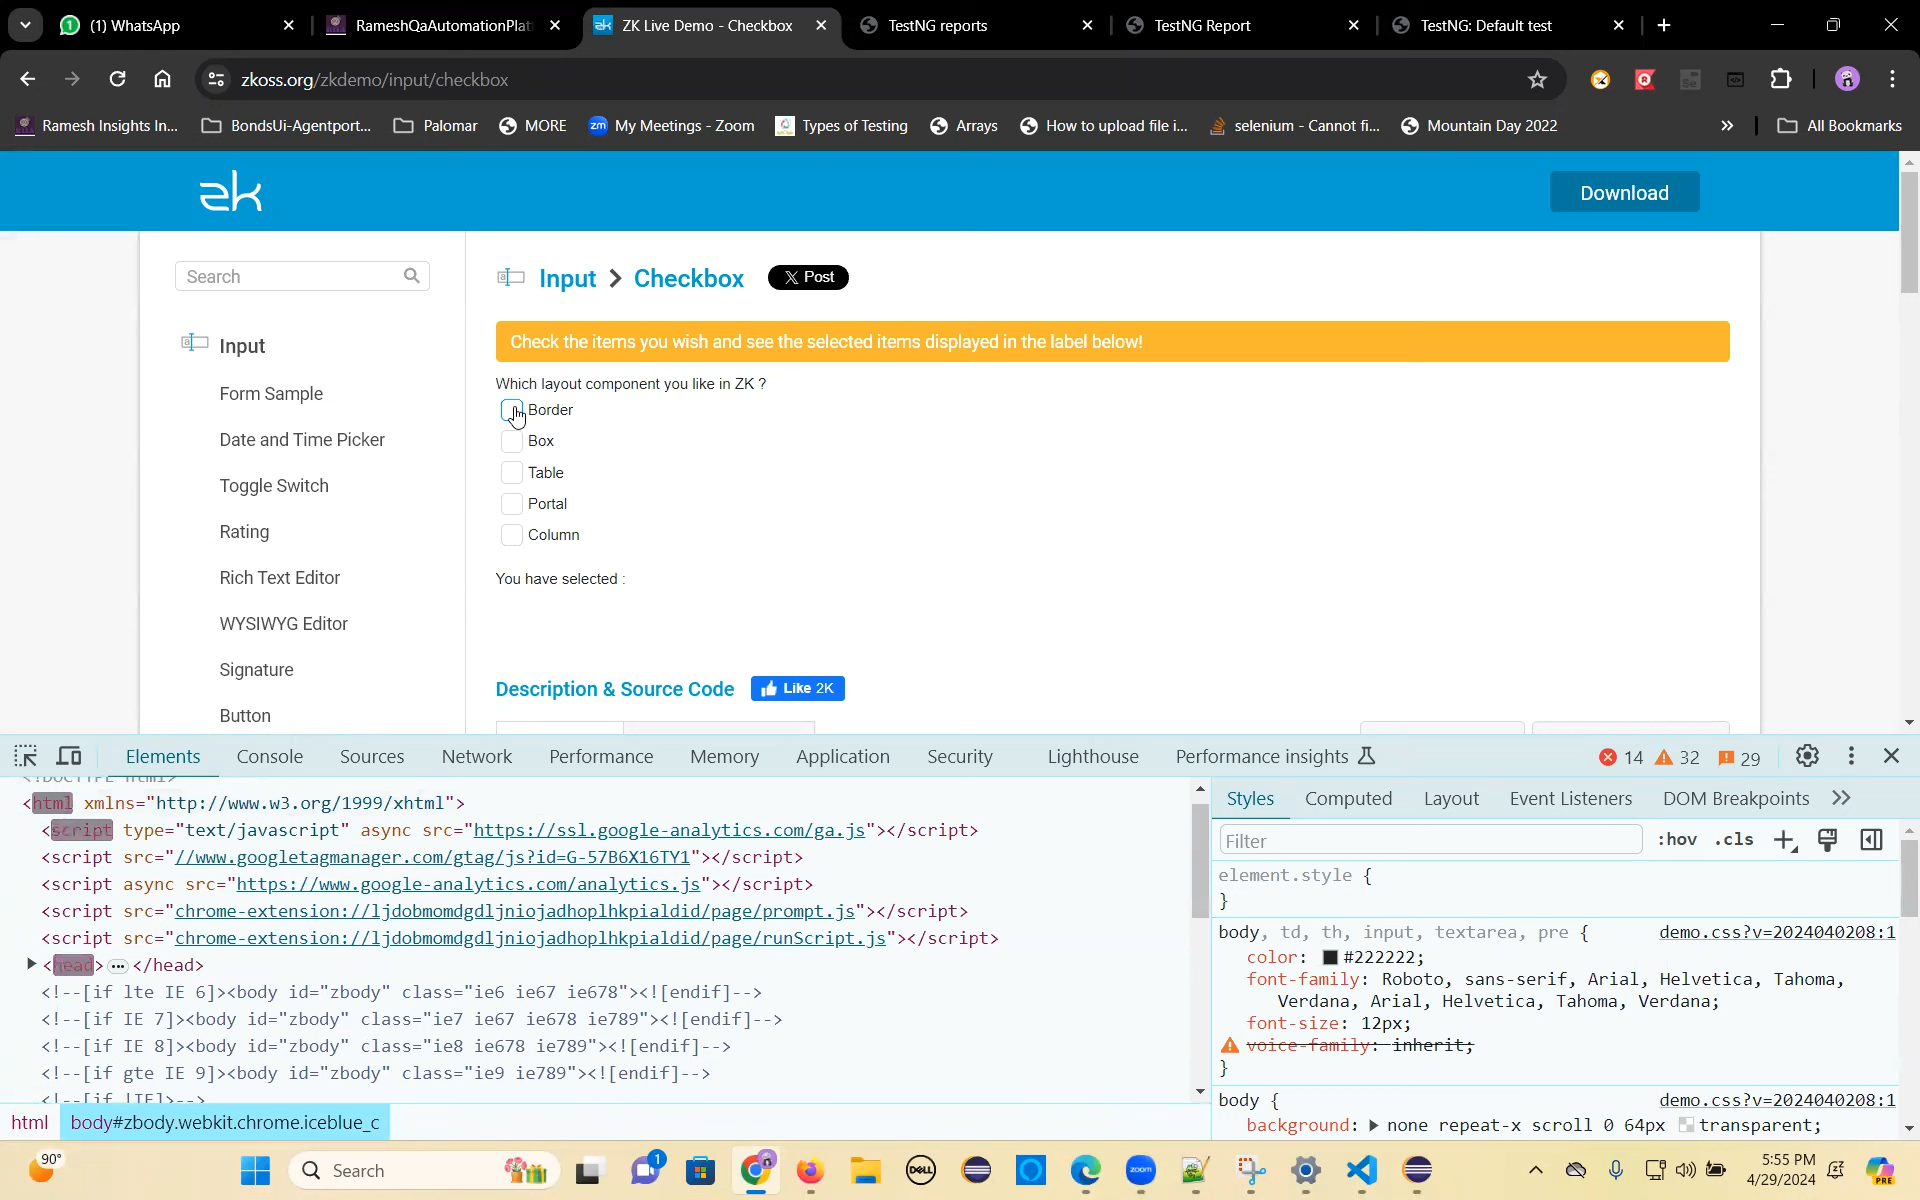 (1) WhatsApp
RameshQaAutomationPlat
ZK Live Demo - Checkbox
TestNG reports
TestNG Report
TestNG: Default test
zkoss.org/zkdemo/input/checkbox
Ramesh Insights In...
BondsUi-Agentport...
Palomar
MORE
zm My Meetings - Zoom
Types of Testing
Arrays
How to upload file i...
selenium - Cannot fi...
Mountain Day 2022
All Bookmarks
zk
Download
Search
Input > Checkbox
X Post
Check the items you wish and see the selected items displayed in the label below!
Input
Which layout component you like in ZK ?
Border
Form Sample
Box
Date and Time Picker
Table
Toggle Switch
Portal
Rating
Column
Rich Text Editor
You have selected :
WYSIWYG Editor
Signature
Description & Source Code
Like 2K
Button
Elements
Console
Sources
Network
Performance
Memory
Application
Security
Lighthouse
Performance insights
14
32
29
<!DOCTYPE html>
<html xmlns="http://www.w3.org/1999/xhtml">
<script type="text/javascript" async src="https://ssl.google-analytics.com/ga.js"></script>
<script src="//www.googletagmanager.com/gtag/js?id=G-57B6X16TY1"></script>
<script async src="https://www.google-analytics.com/analytics.js"></script>
<script src="chrome-extension://ljdobmomdgdljniojadhoplhkpialdid/page/prompt.js"></script>
<script src="chrome-extension://ljdobmomdgdljniojadhoplhkpialdid/page/runScript.js"></script>
<head> ... </head>
<!--[if lte IE 6]><body id="zbody" class="ie6 ie67 ie678"><![endif]-->
<!--[if IE 7]><body id="zbody" class="ie7 ie67 ie678 ie789"><![endif]-->
<!--[if IE 8]><body id="zbody" class="ie8 ie678 ie789"><![endif]-->
<!--[if gte IE 9]><body id="zbody" class="ie9 ie789"><![endif]-->
<!--[if !IE]>-->
html
body#zbody.webkit.chrome.iceblue_c
Styles
Computed
Layout
Event Listeners
DOM Breakpoints
Filter
:hov
.cls
element.style {
}
body, td, th, input, textarea, pre {
demo.css?v=2024040208:1
color: #222222;
font-family: Roboto, sans-serif, Arial, Helvetica, Tahoma,
Verdana, Arial, Helvetica, Tahoma, Verdana;
font-size: 12px;
voice-family: inherit;
}
body {
demo.css?v=2024040208:1
background: none repeat-x scroll 0 64px transparent;
90°
Search
1
DELL
zoom
5:55 PM
4/29/2024
PRE